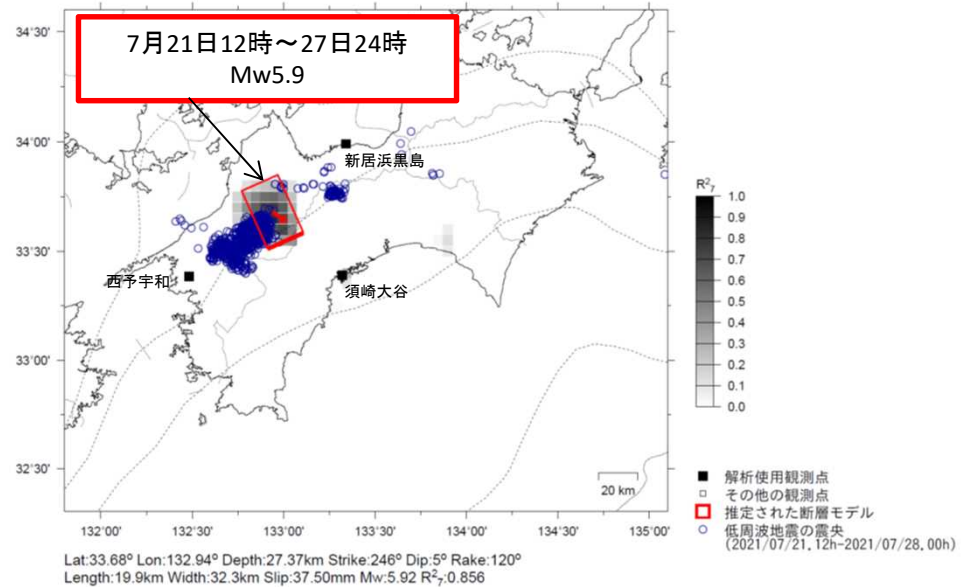 7月21日12時～27日24時
Mw5.9
34°30'
34°00'
33°30'
33°00'
32°30'
新居浜黒島
西予宇和
須崎大谷
20 km
132°00'
132°30'
133°00'
133°30'
134°00'
134°30'
135°00'
R²₇
1.0
0.9
0.8
0.7
0.6
0.5
0.4
0.3
0.2
0.1
0.0
解析使用観測点
その他の観測点
推定された断層モデル
低周波地震の震央
(2021/07/21,12h-2021/07/28,00h)
Lat:33.68° Lon:132.94° Depth:27.37km Strike:246° Dip:5° Rake:120°
Length:19.9km Width:32.3km Slip:37.50mm Mw:5.92 R²₇:0.856